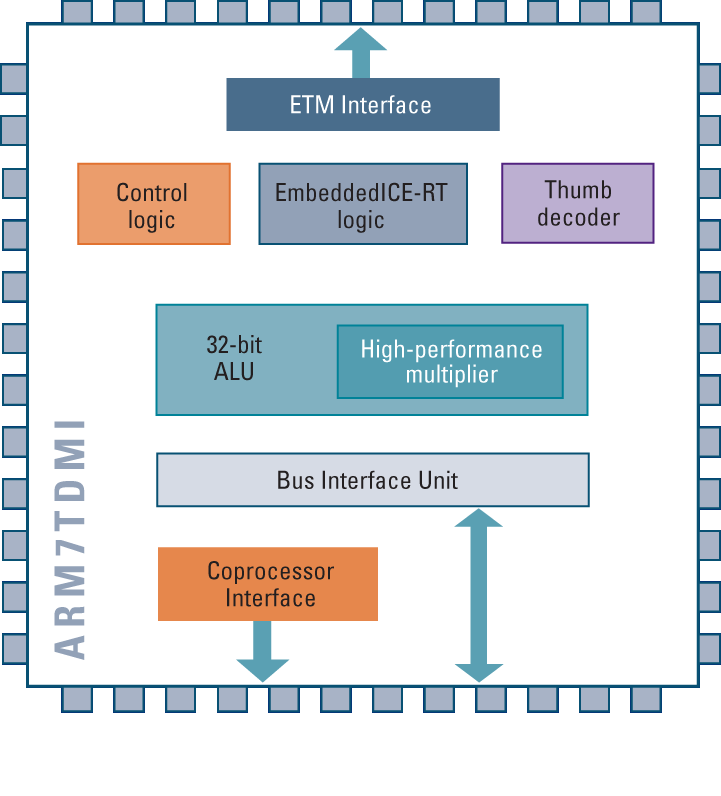 ETM Interface
Control
logic
EmbeddedICE-RT
logic
Thumb
decoder
32-bit
ALU
High-performance
multiplier
Bus Interface Unit
Coprocessor
Interface
ARM7TDMI